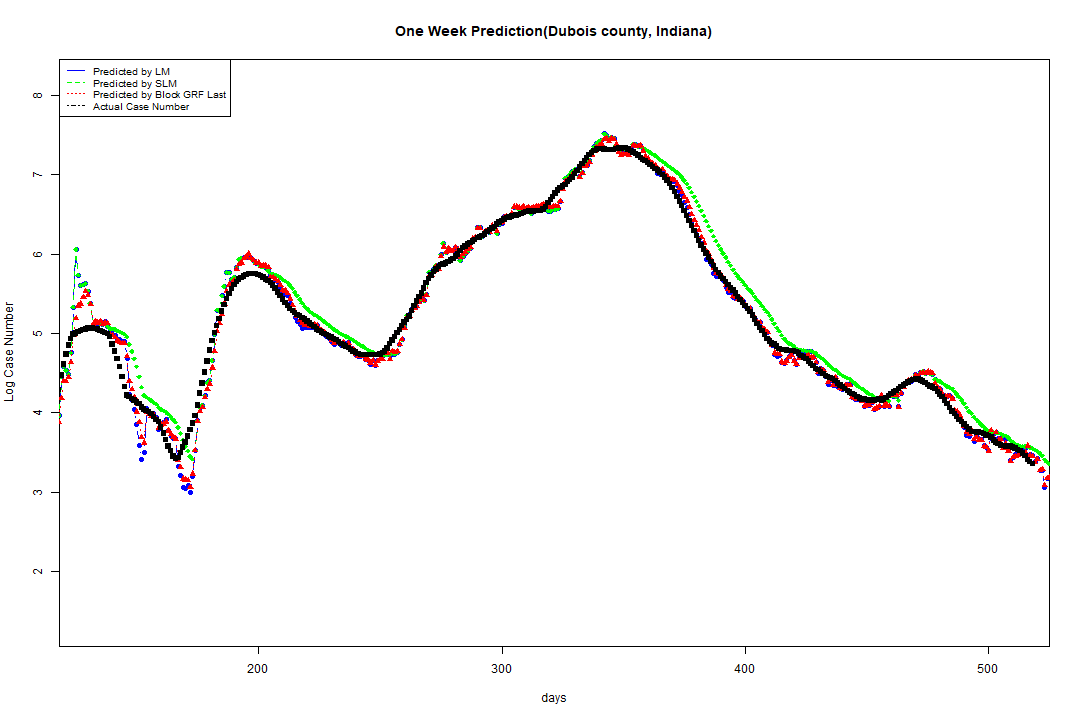 One Week Prediction(Dubois county, Indiana)
Predicted by LM
Predicted by SLM
Predicted by Block GRF Last
Actual Case Number
8
7
6
5
4
3
2
Log Case Number
200 300 400 500
days